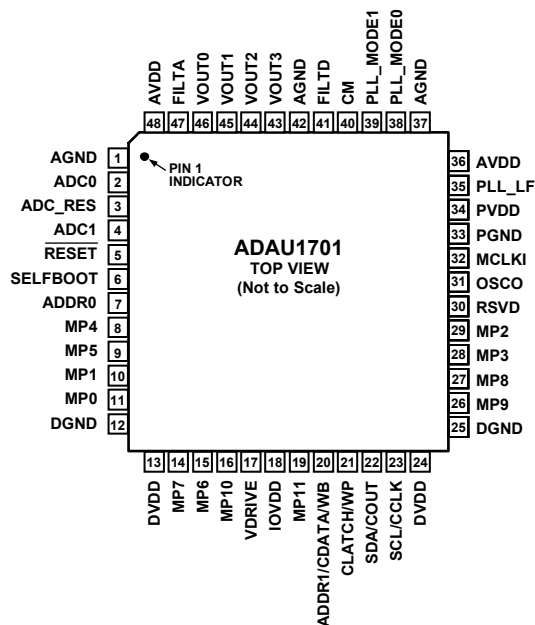 AVDD
FILTA
VOUT0
VOUT1
VOUT2
VOUT3
AGND
FILTD
CM
PLL_MODE1
PLL_MODE0
AGND
48 47 46 45 44 43 42 41 40 39 38 37
AGND 1
ADC0 2
ADC_RES 3
ADC1 4
RESET 5
SELFBOOT 6
ADDR0 7
MP4 8
MP5 9
MP1 10
MP0 11
DGND 12
PIN 1
INDICATOR
ADAU1701
TOP VIEW
(Not to Scale)
36 AVDD
35 PLL_LF
34 PVDD
33 PGND
32 MCLKI
31 OSCO
30 RSVD
29 MP2
28 MP3
27 MP8
26 MP9
25 DGND
13 14 15 16 17 18 19 20 21 22 23 24
DVDD
MP7
MP6
MP10
VDRIVE
IOVDD
MP11
ADDR1/CDATA/WB
CLATCH/WP
SDA/COUT
SCL/CCLK
DVDD